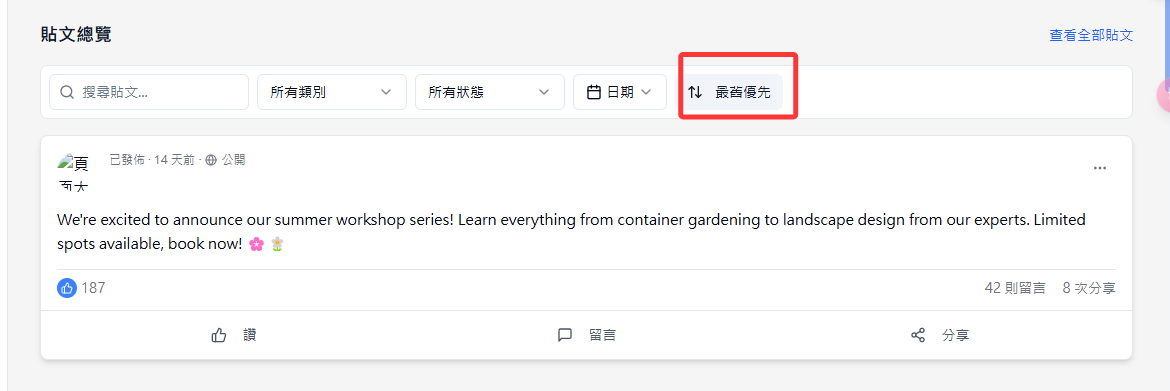 貼文總覽
查看全部貼文
搜尋貼文...
所有類別
所有狀態
日期
最舊優先
已發佈 · 14 天前 · 公開
We're excited to announce our summer workshop series! Learn everything from container gardening to landscape design from our experts. Limited
spots available, book now! 🌸 🌼
187
42 則留言 8 次分享
讚
留言
分享